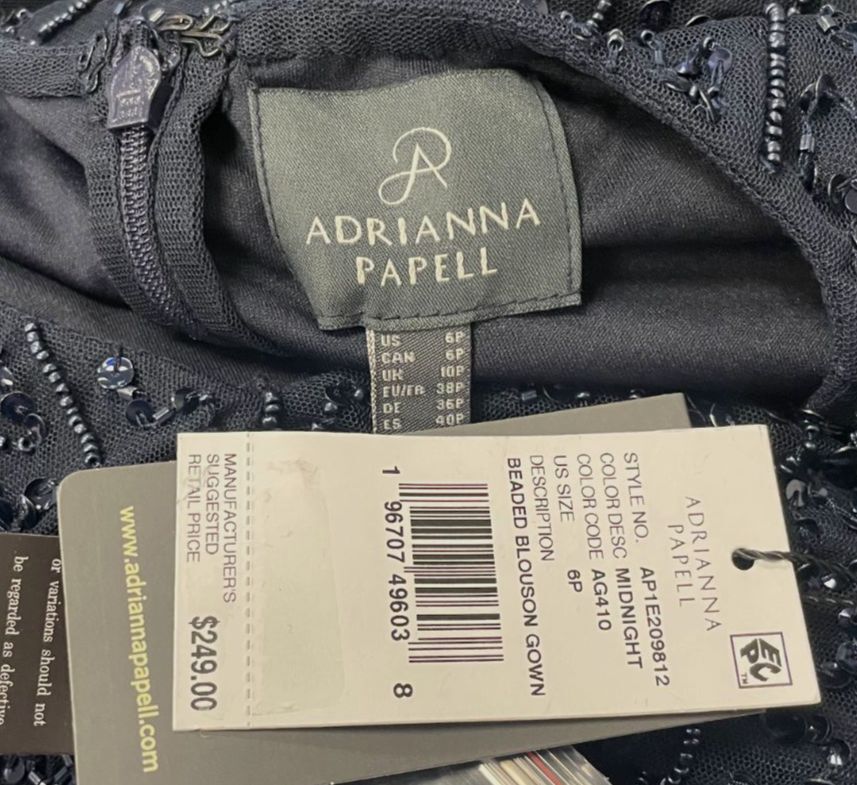 ADRIANNA
PAPELL
US 6P
CAN 6P
UK 10P
EU/FR 38P
DE 36P
ES 40P
ADRIANNA
PAPELL
STYLE NO. AP1E209812
COLOR DESC MIDNIGHT
COLOR CODE AG410
US SIZE 6P
DESCRIPTION
BEADED BLOUSON GOWN
1 96707 49603 8
MANUFACTURER'S
SUGGESTED
RETAIL PRICE $249.00
www.adriannapapell.com
or variations should not
be regarded as defective